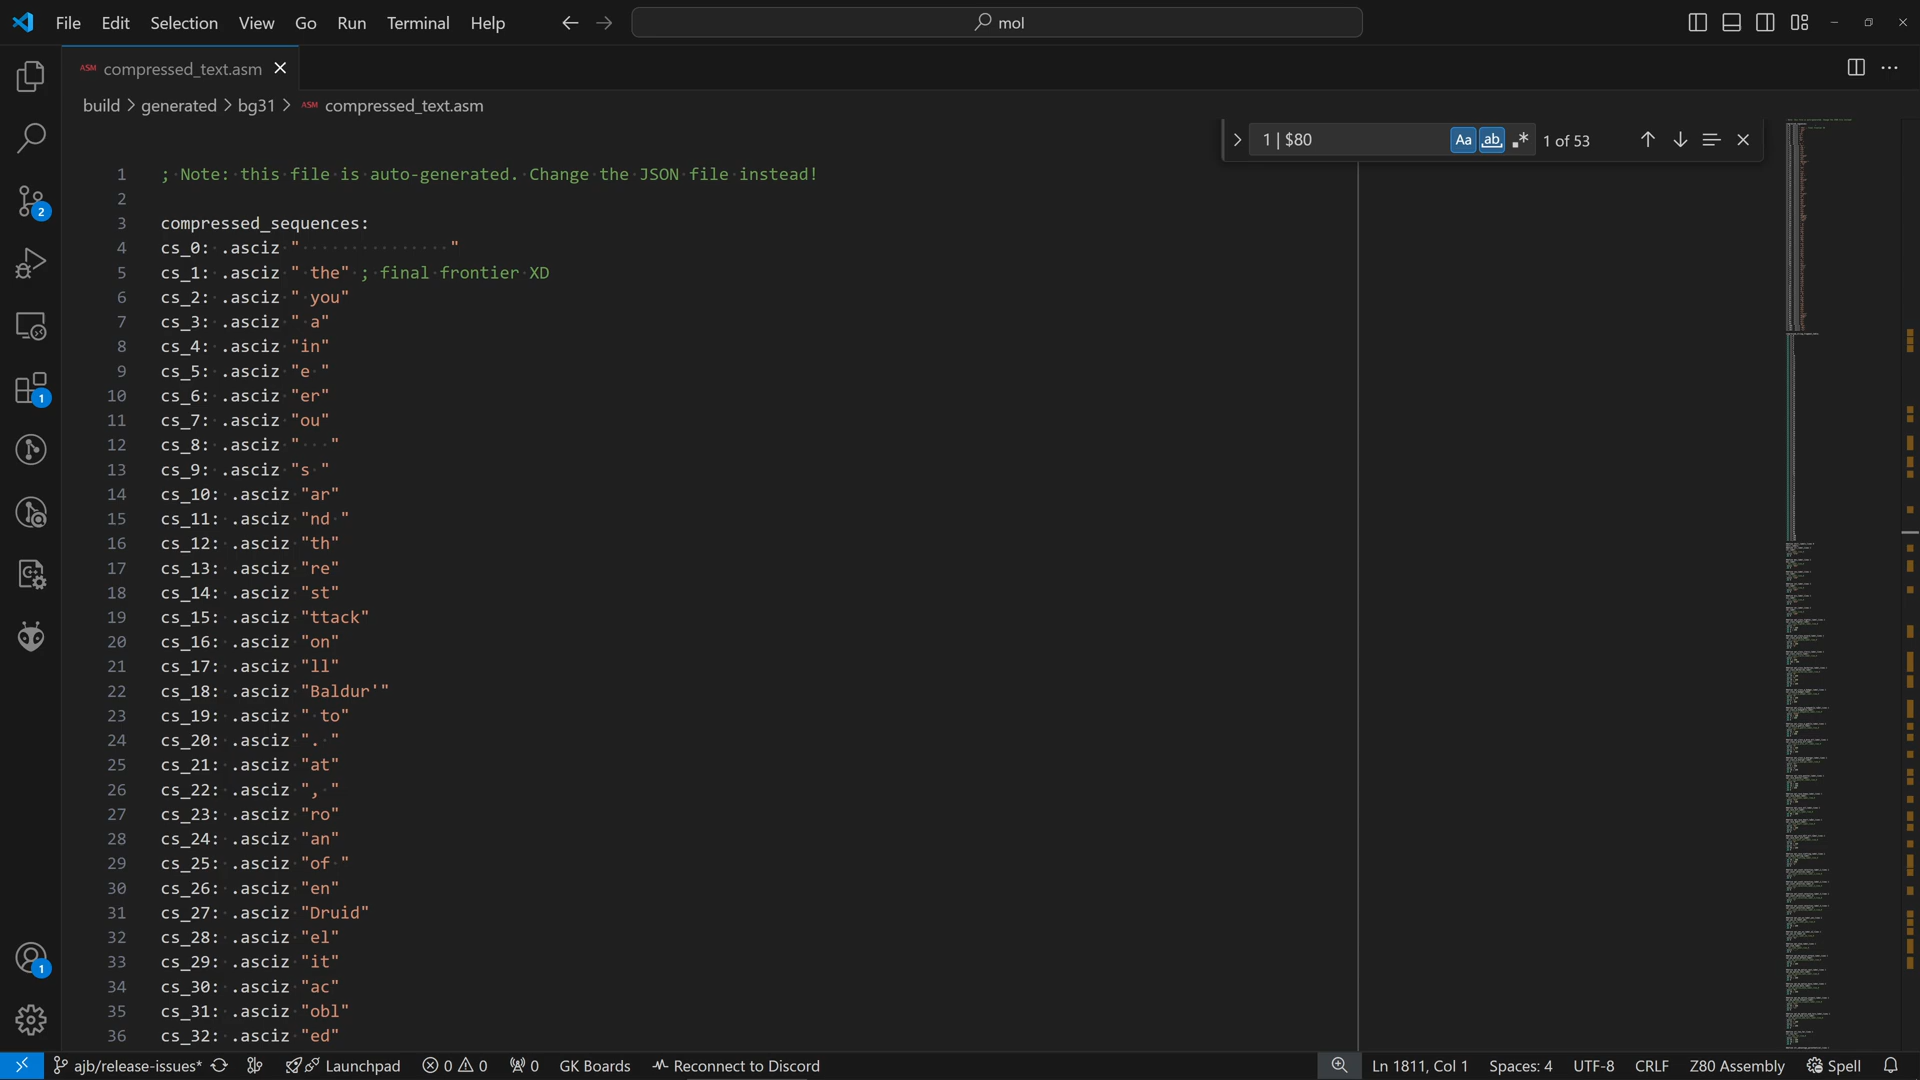 File Edit Selection View Go Run Terminal Help
mol
ASM compressed_text.asm
build > generated > bg31 > ASM compressed_text.asm
1 | $80 Aa ab .* 1 of 53
1 ; Note: this file is auto-generated. Change the JSON file instead!
2
3 compressed_sequences:
4 cs_0: .asciz "               "
5 cs_1: .asciz " the" ; final frontier XD
6 cs_2: .asciz " you"
7 cs_3: .asciz " a"
8 cs_4: .asciz "in"
9 cs_5: .asciz "e "
10 cs_6: .asciz "er"
11 cs_7: .asciz "ou"
12 cs_8: .asciz "   "
13 cs_9: .asciz "s "
14 cs_10: .asciz "ar"
15 cs_11: .asciz "nd "
16 cs_12: .asciz "th"
17 cs_13: .asciz "re"
18 cs_14: .asciz "st"
19 cs_15: .asciz "ttack"
20 cs_16: .asciz "on"
21 cs_17: .asciz "ll"
22 cs_18: .asciz "Baldur'"
23 cs_19: .asciz " to"
24 cs_20: .asciz ". "
25 cs_21: .asciz "at"
26 cs_22: .asciz ", "
27 cs_23: .asciz "ro"
28 cs_24: .asciz "an"
29 cs_25: .asciz "of "
30 cs_26: .asciz "en"
31 cs_27: .asciz "Druid"
32 cs_28: .asciz "el"
33 cs_29: .asciz "it"
34 cs_30: .asciz "ac"
35 cs_31: .asciz "obl"
36 cs_32: .asciz "ed"
2
1
1
ajb/release-issues* Launchpad 0 0 0 GK Boards Reconnect to Discord Ln 1811, Col 1 Spaces: 4 UTF-8 CRLF Z80 Assembly Spell